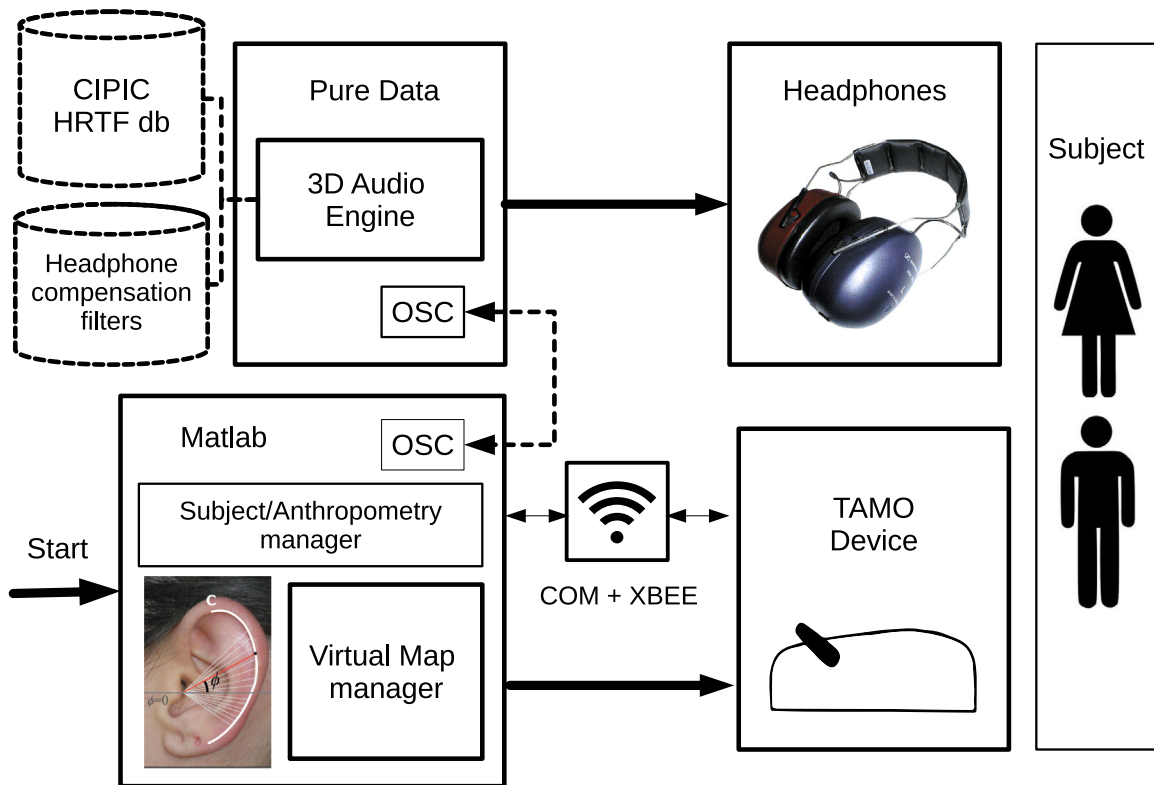 CIPIC
HRTF db
Headphone
compensation
filters
Pure Data
3D Audio
Engine
OSC
Headphones
Subject
Start
Matlab
OSC
Subject/Anthropometry
manager
C
ϕ
ϕ=0
Virtual Map
manager
COM + XBEE
TAMO
Device